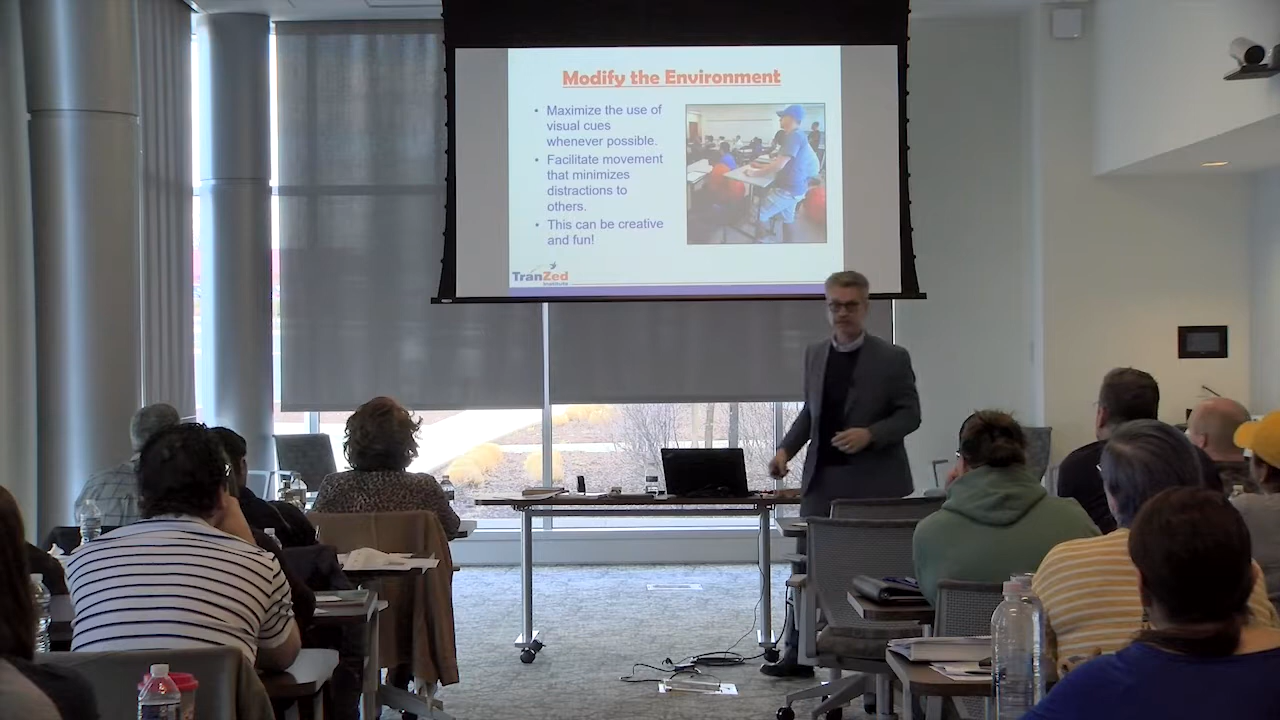 Modify the Environment
• Maximize the use of
visual cues
whenever possible.
• Facilitate movement
that minimizes
distractions to
others.
• This can be creative
and fun!
TranZed
Institute